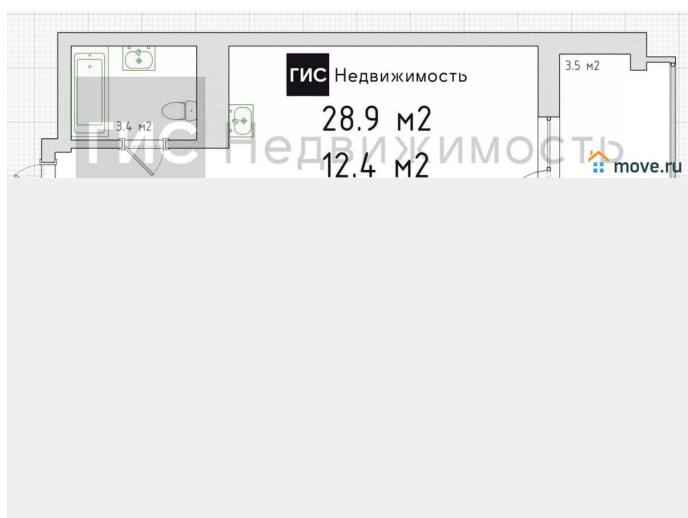 ГИС Недвижимость
3.5 м2
28.9 м2
3.4 м2
ГИС Недвижимость
12.4 м2
move.ru